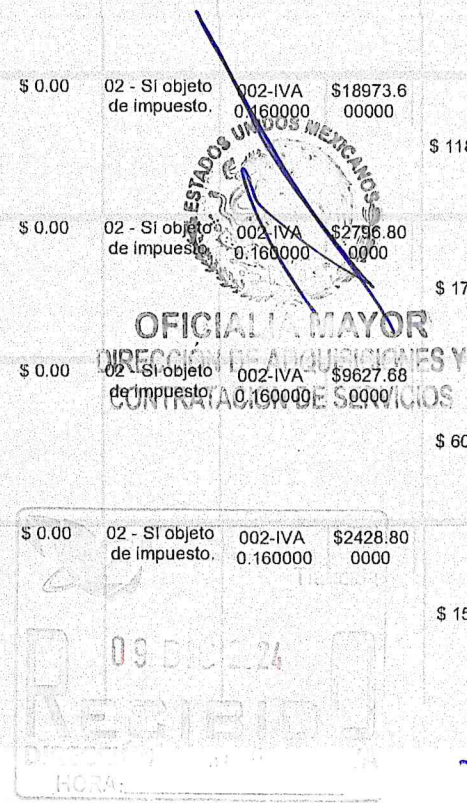 $ 0.00 02 - Sí objeto de impuesto. 002-IVA 0.160000 $18973.6 00000
$ 118
ESTADOS UNIDOS MEXICANOS
$ 0.00 02 - Sí objeto de impuesto. 002-IVA 0.160000 $2796.80 0000
$ 17
OFICIALIA MAYOR
DIRECCIÓN DE ADQUISICIONES Y
CONTRATACIÓN DE SERVICIOS
$ 0.00 02 - Sí objeto de impuesto. 002-IVA 0.160000 $9627.68 0000
$ 60
$ 0.00 02 - Sí objeto de impuesto. 002-IVA 0.160000 $2428.80 0000
$ 15
09 DIC 2024
RECIBIDO
HORA: